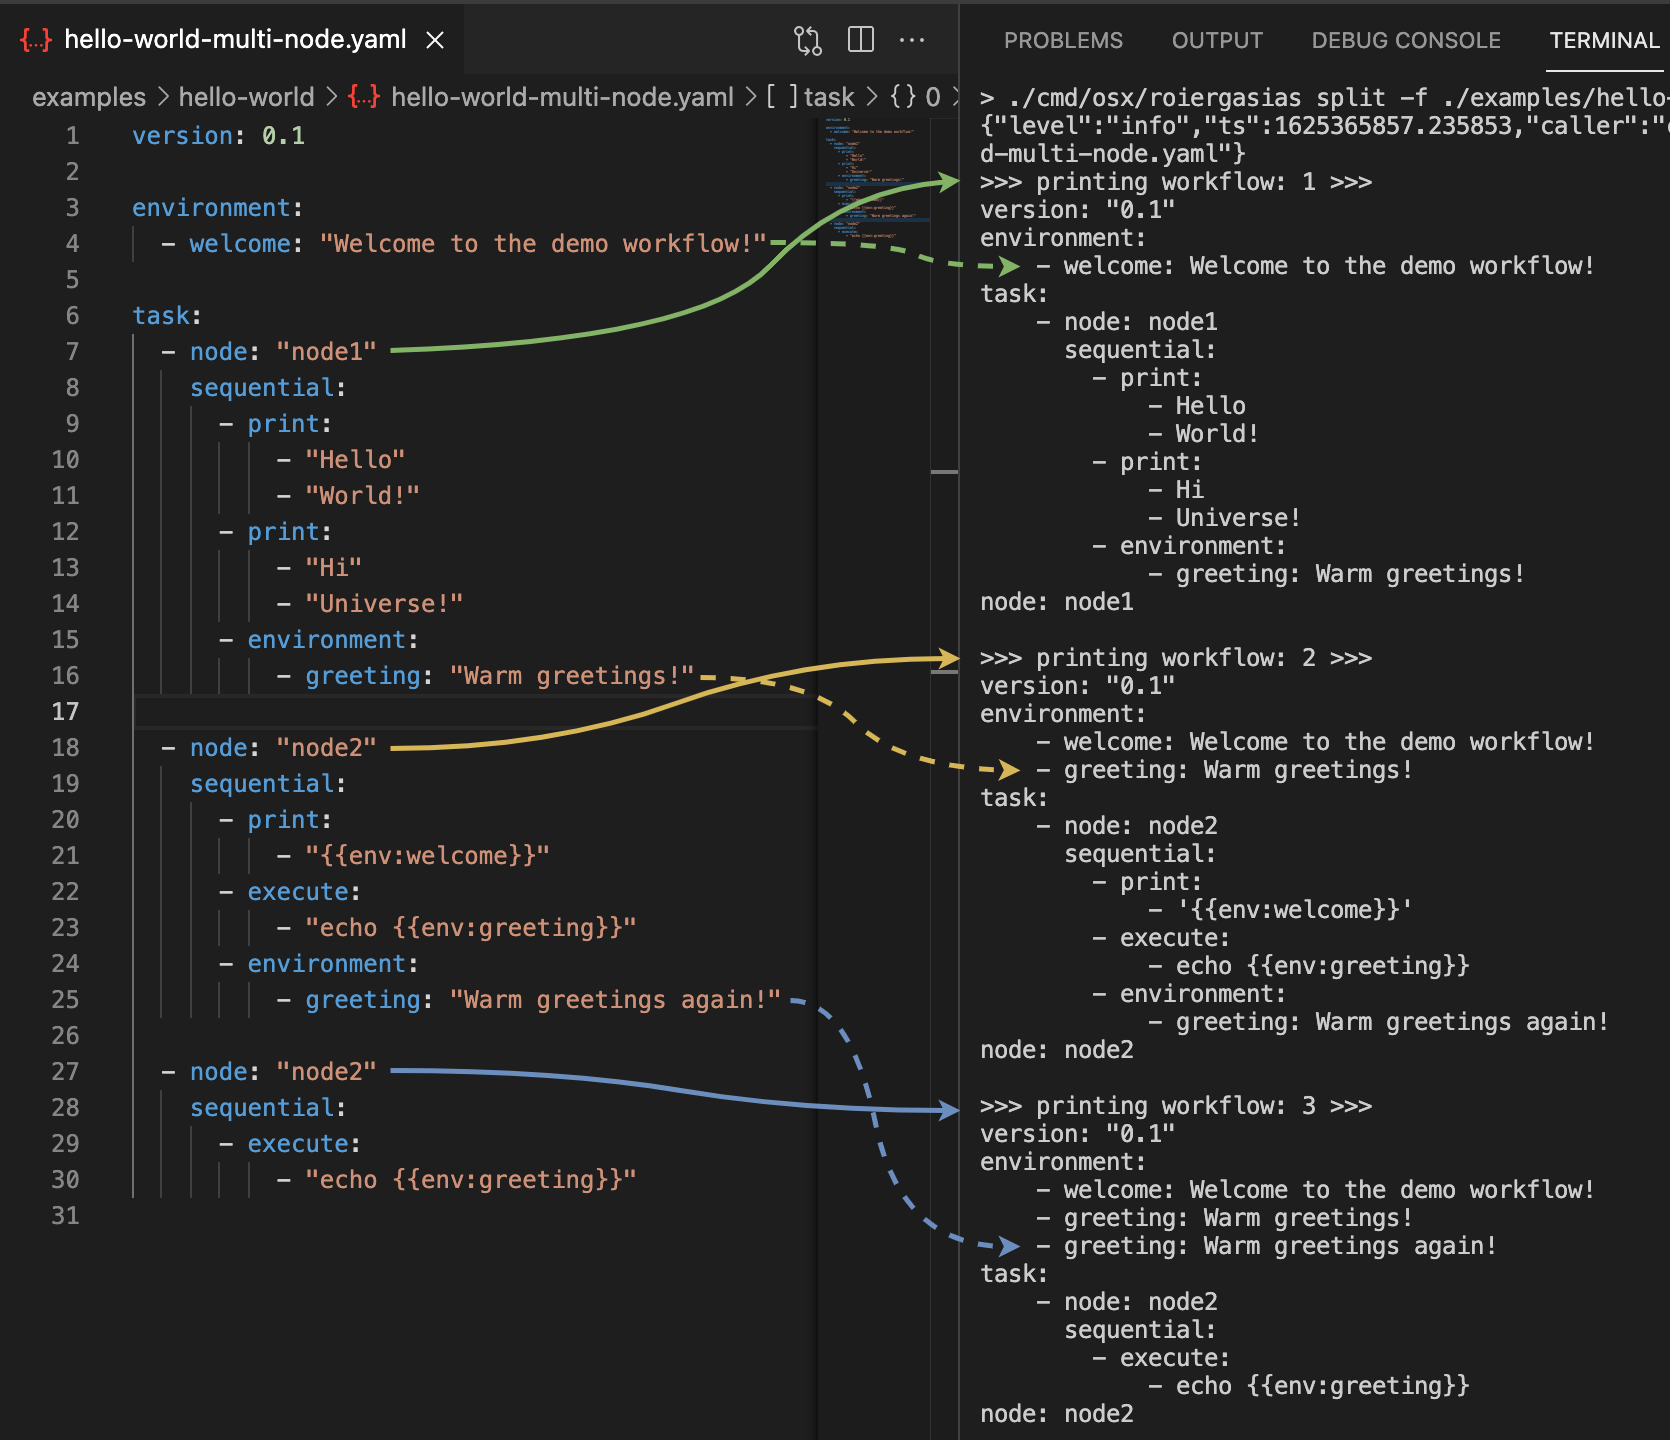 hello-world-multi-node.yaml
examples > hello-world > hello-world-multi-node.yaml > [ ] task > {} 0 >
1 version: 0.1
2
3 environment:
4 - welcome: "Welcome to the demo workflow!"
5
6 task:
7 - node: "node1"
8 sequential:
9 - print:
10 - "Hello"
11 - "World!"
12 - print:
13 - "Hi"
14 - "Universe!"
15 - environment:
16 - greeting: "Warm greetings!"
17
18 - node: "node2"
19 sequential:
20 - print:
21 - "{{env:welcome}}"
22 - execute:
23 - "echo {{env:greeting}}"
24 - environment:
25 - greeting: "Warm greetings again!"
26
27 - node: "node2"
28 sequential:
29 - execute:
30 - "echo {{env:greeting}}"
31
PROBLEMS OUTPUT DEBUG CONSOLE TERMINAL
> ./cmd/osx/roiergasias split -f ./examples/hello-
{"level":"info","ts":1625365857.235853,"caller":"
d-multi-node.yaml"}
>>> printing workflow: 1 >>>
version: "0.1"
environment:
- welcome: Welcome to the demo workflow!
task:
- node: node1
sequential:
- print:
- Hello
- World!
- print:
- Hi
- Universe!
- environment:
- greeting: Warm greetings!
node: node1
>>> printing workflow: 2 >>>
version: "0.1"
environment:
- welcome: Welcome to the demo workflow!
- greeting: Warm greetings!
task:
- node: node2
sequential:
- print:
- '{{env:welcome}}'
- execute:
- echo {{env:greeting}}
- environment:
- greeting: Warm greetings again!
node: node2
>>> printing workflow: 3 >>>
version: "0.1"
environment:
- welcome: Welcome to the demo workflow!
- greeting: Warm greetings!
- greeting: Warm greetings again!
task:
- node: node2
sequential:
- execute:
- echo {{env:greeting}}
node: node2